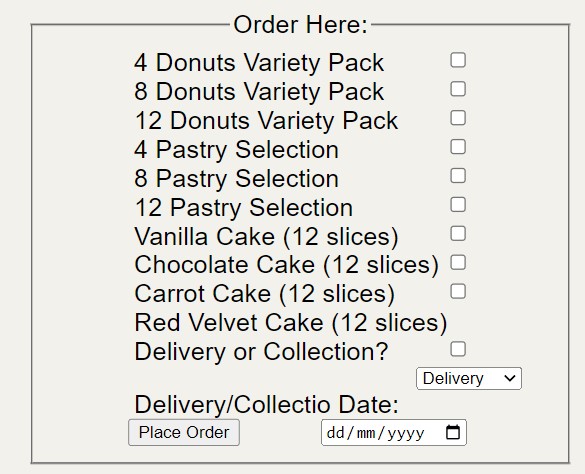 Order Here:
4 Donuts Variety Pack
8 Donuts Variety Pack
12 Donuts Variety Pack
4 Pastry Selection
8 Pastry Selection
12 Pastry Selection
Vanilla Cake (12 slices)
Chocolate Cake (12 slices)
Carrot Cake (12 slices)
Red Velvet Cake (12 slices)
Delivery or Collection?
Delivery
Delivery/Collectio Date:
Place Order dd/mm/yyyy